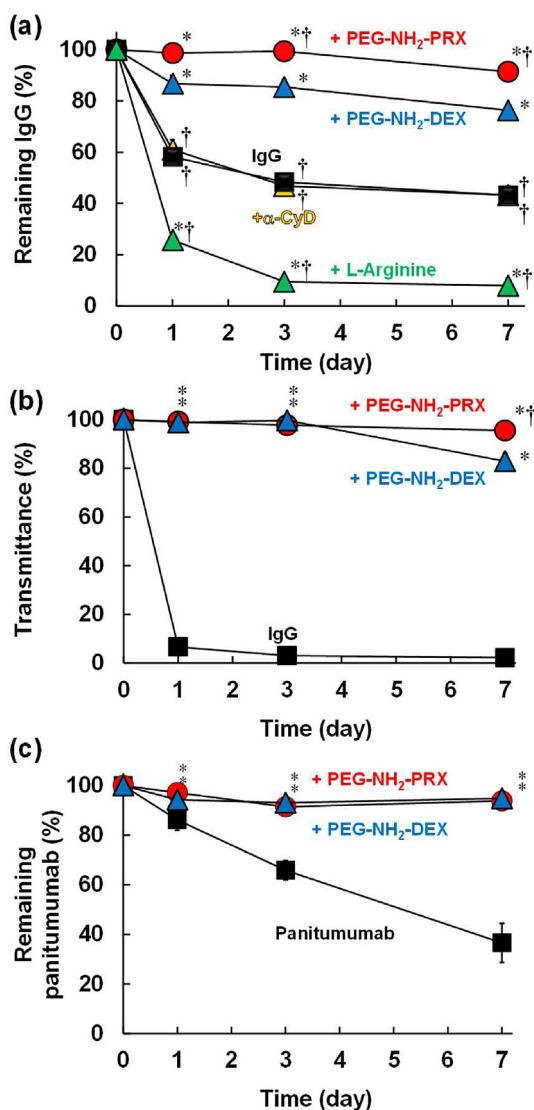 (a)
Remaining IgG (%)
100
80
60
40
20
0
* *† *†
+ PEG-NH2-PRX
* * *
+ PEG-NH2-DEX
† † †
IgG
† † †
+α-CyD
*† *† *†
+ L-Arginine
0 1 2 3 4 5 6 7
Time (day)
(b)
Transmittance (%)
100
80
60
40
20
0
* *
* *
+ PEG-NH2-PRX
*†
+ PEG-NH2-DEX
*
IgG
0 1 2 3 4 5 6 7
Time (day)
(c)
Remaining
panitumumab (%)
100
80
60
40
20
0
* * *
* * *
+ PEG-NH2-PRX
+ PEG-NH2-DEX
Panitumumab
0 1 2 3 4 5 6 7
Time (day)